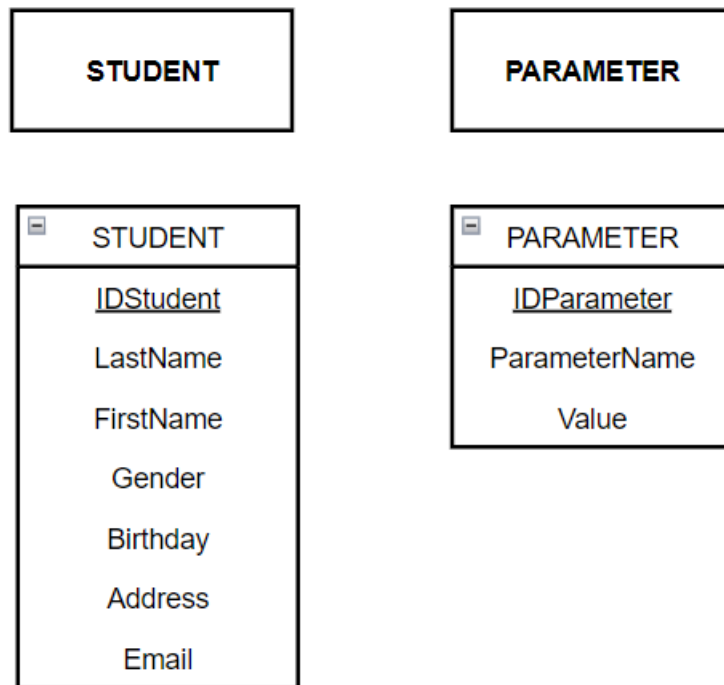 STUDENT
PARAMETER
STUDENT
IDStudent
LastName
FirstName
Gender
Birthday
Address
Email
PARAMETER
IDParameter
ParameterName
Value